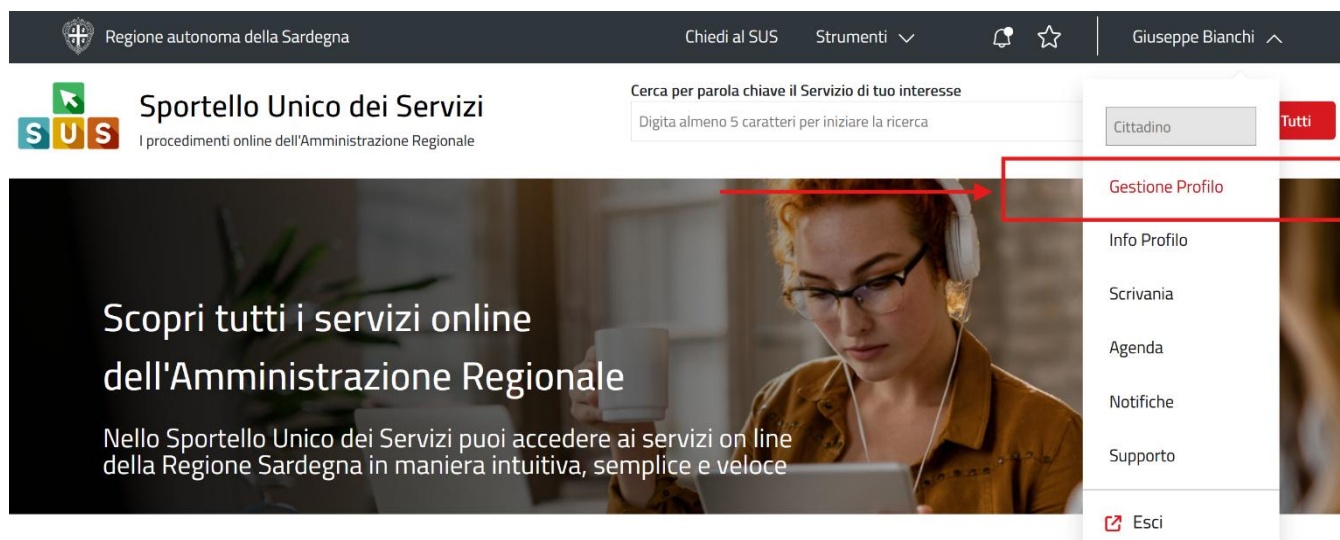 Regione autonoma della Sardegna
Chiedi al SUS
Strumenti
Giuseppe Bianchi
SUS
Sportello Unico dei Servizi
I procedimenti online dell'Amministrazione Regionale
Cerca per parola chiave il Servizio di tuo interesse
Digita almeno 5 caratteri per iniziare la ricerca
Tutti
Cittadino
Gestione Profilo
Info Profilo
Scrivania
Agenda
Notifiche
Supporto
Esci
Scopri tutti i servizi online
dell'Amministrazione Regionale
Nello Sportello Unico dei Servizi puoi accedere ai servizi on line
della Regione Sardegna in maniera intuitiva, semplice e veloce